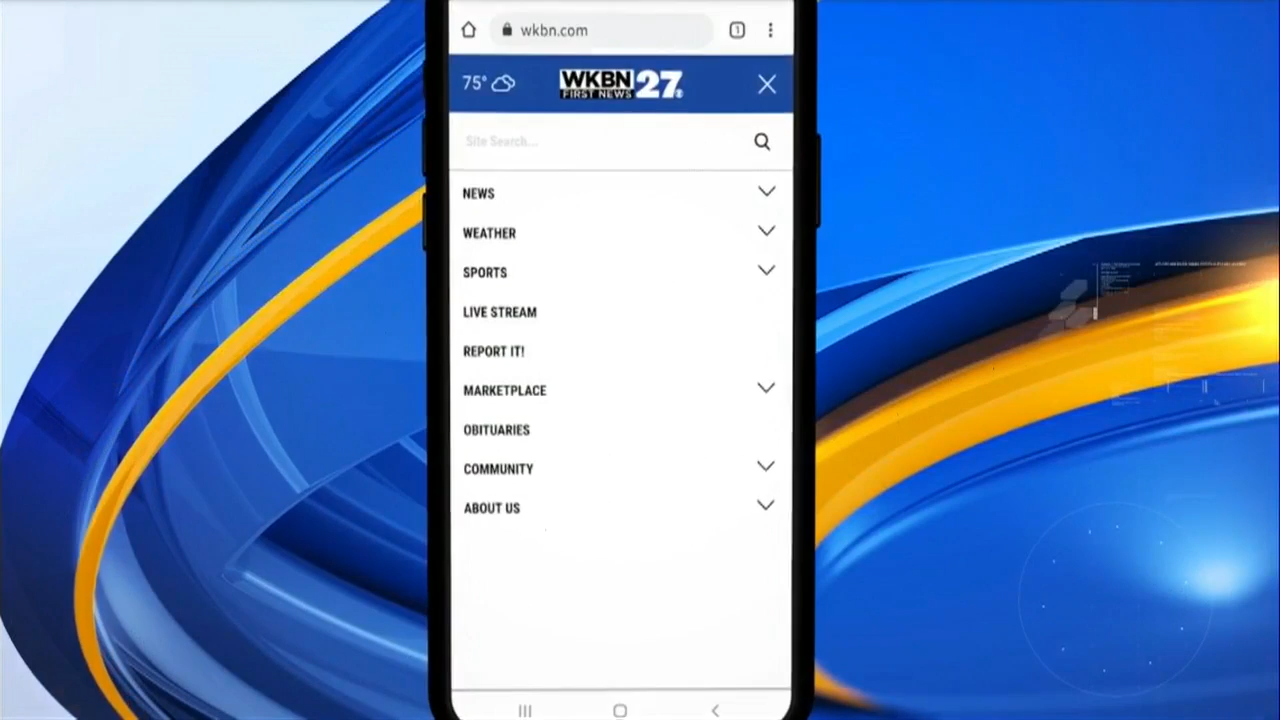 wkbn.com
1
75°
WKBN 27
FIRST NEWS
Site Search...
NEWS
WEATHER
SPORTS
LIVE STREAM
REPORT IT!
MARKETPLACE
OBITUARIES
COMMUNITY
ABOUT US